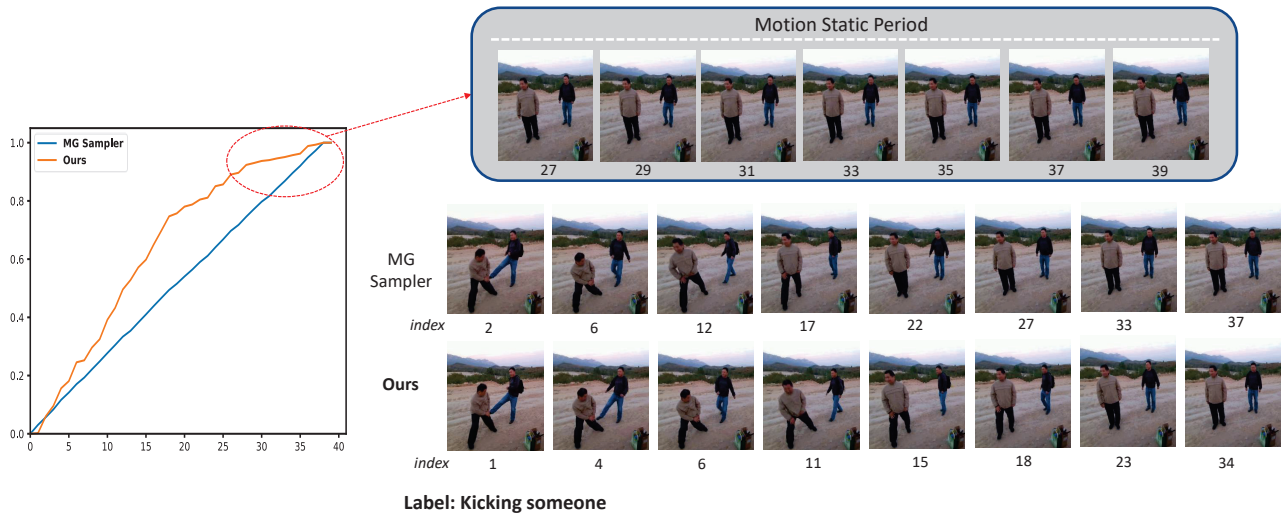 Motion Static Period
27 29 31 33 35 37 39
MG Sampler
Ours
1.0
0.8
0.6
0.4
0.2
0.0
0 5 10 15 20 25 30 35 40
MG
Sampler
index 2 6 12 17 22 27 33 37
Ours
index 1 4 6 11 15 18 23 34
Label: Kicking someone